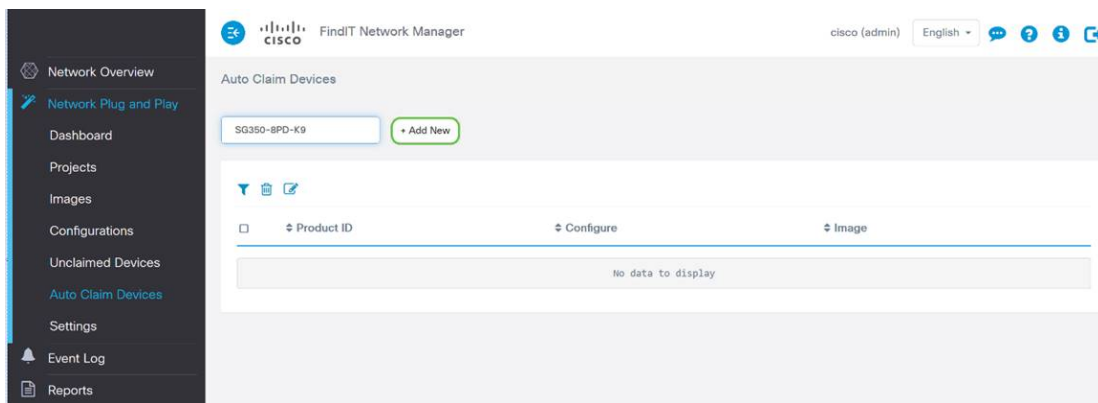 CISCO FindIT Network Manager
cisco (admin)
English
Network Overview
Network Plug and Play
Dashboard
Projects
Images
Configurations
Unclaimed Devices
Auto Claim Devices
Settings
Event Log
Reports
Auto Claim Devices
SG350-8PD-K9
+ Add New
Product ID
Configure
Image
No data to display